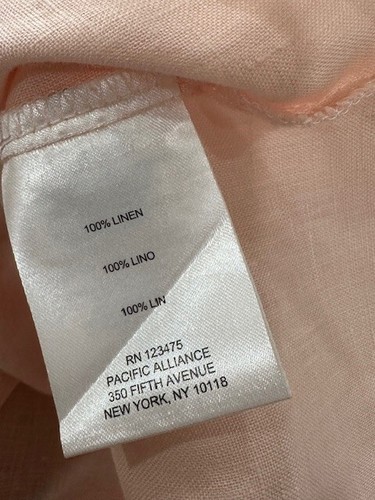 100% LINEN
100% LINO
100% LIN
RN 123475
PACIFIC ALLIANCE
350 FIFTH AVENUE
NEW YORK, NY 10118